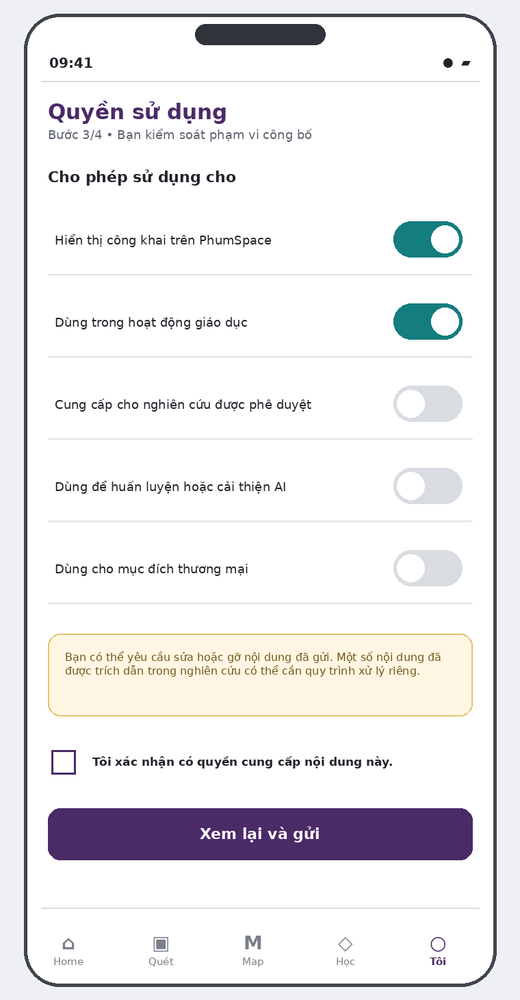 09:41
Quyền sử dụng
Bước 3/4 • Bạn kiểm soát phạm vi công bố
Cho phép sử dụng cho
Hiển thị công khai trên PhumSpace
Dùng trong hoạt động giáo dục
Cung cấp cho nghiên cứu được phê duyệt
Dùng để huấn luyện hoặc cải thiện AI
Dùng cho mục đích thương mại
Bạn có thể yêu cầu sửa hoặc gỡ nội dung đã gửi. Một số nội dung đã
được trích dẫn trong nghiên cứu có thể cần quy trình xử lý riêng.
Tôi xác nhận có quyền cung cấp nội dung này.
Xem lại và gửi
M
Home Quét Map Học Tôi